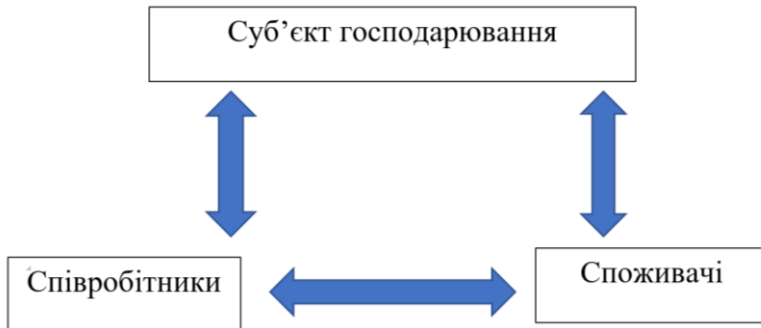 Суб’єкт господарювання
Співробітники
Споживачі